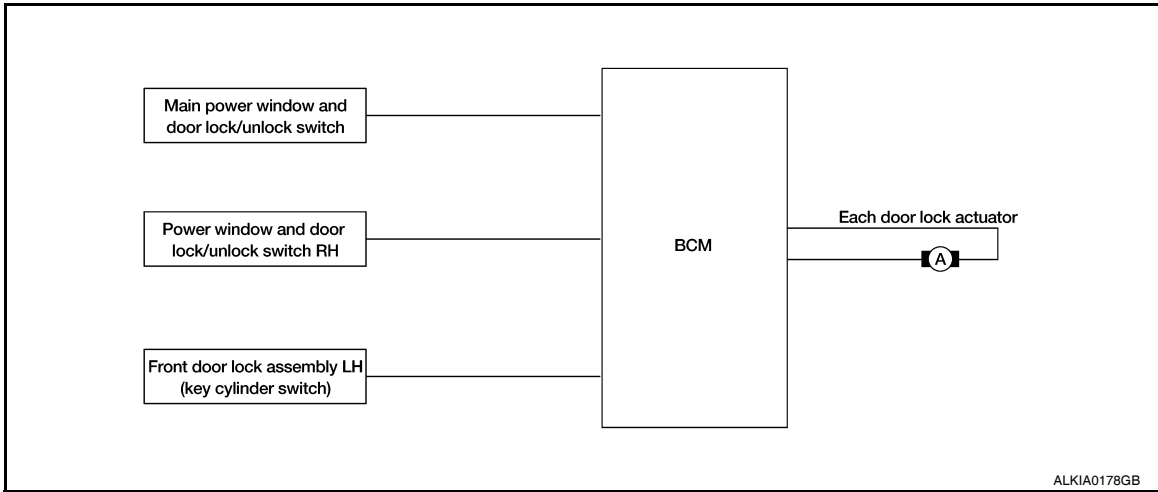 Main power window and
door lock/unlock switch
Power window and door
lock/unlock switch RH
Front door lock assembly LH
(key cylinder switch)
BCM
Each door lock actuator
A
ALKIA0178GB